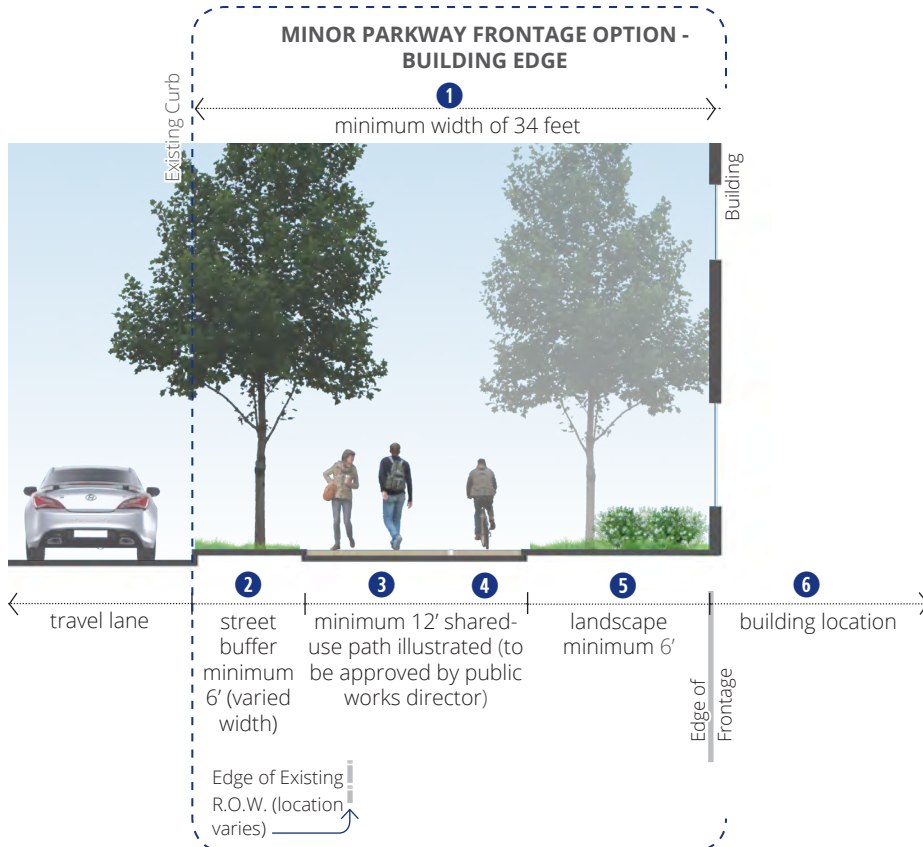 MINOR PARKWAY FRONTAGE OPTION -
BUILDING EDGE
Existing Curb
1
minimum width of 34 feet
Building
2
3
4
5
6
travel lane
street
buffer
minimum
6’ (varied
width)
minimum 12’ shared-
use path illustrated (to
be approved by public
works director)
landscape
minimum 6’
building location
Edge of
Frontage
Edge of Existing
R.O.W. (location
varies)